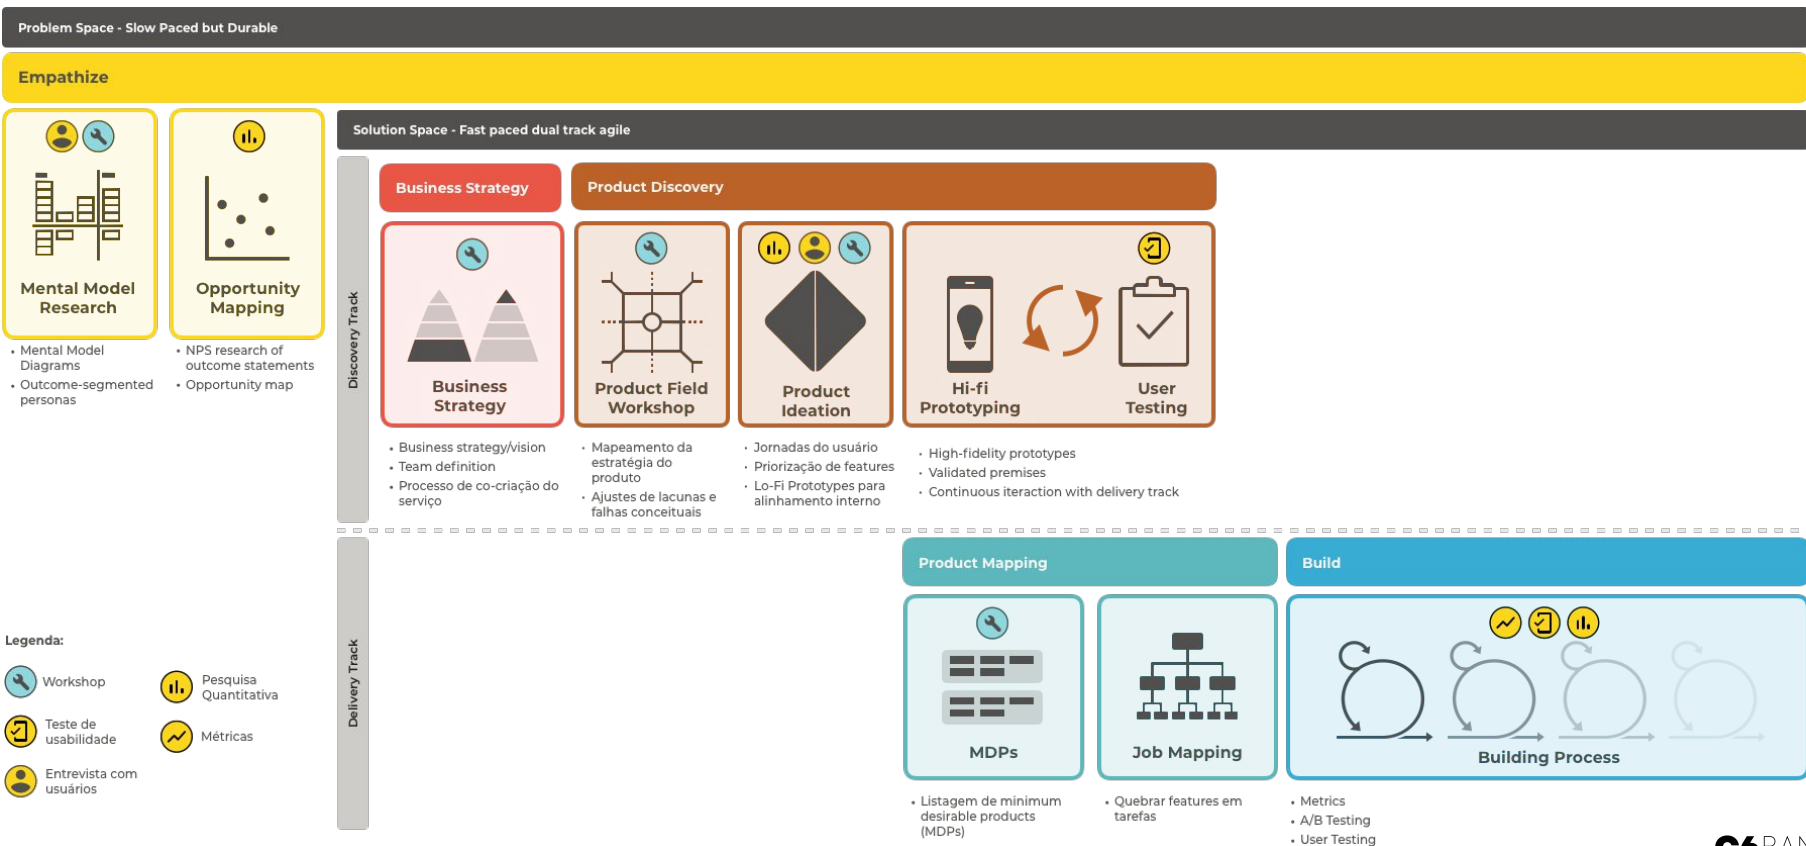 Problem Space - Slow Paced but Durable
Empathize
Mental Model
Research
• Mental Model
Diagrams
• Outcome-segmented
personas
Opportunity
Mapping
• NPS research of
outcome statements
• Opportunity map
Solution Space - Fast paced dual track agile
Discovery Track
Business Strategy
Business
Strategy
• Business strategy/vision
• Team definition
• Processo de co-criação do
serviço
Product Discovery
Product Field
Workshop
• Mapeamento da
estratégia do
produto
• Ajustes de lacunas e
falhas conceituais
Product
Ideation
• Jornadas do usuário
• Priorização de features
• Lo-Fi Prototypes para
alinhamento interno
Hi-fi
Prototyping
User
Testing
• High-fidelity prototypes
• Validated premises
• Continuous iteraction with delivery track
Delivery Track
Product Mapping
MDPs
• Listagem de minimum
desirable products
(MDPs)
Job Mapping
• Quebrar features em
tarefas
Build
Building Process
• Metrics
• A/B Testing
• User Testing
Legenda:
Workshop
Teste de
usabilidade
Entrevista com
usuários
Pesquisa
Quantitativa
Métricas